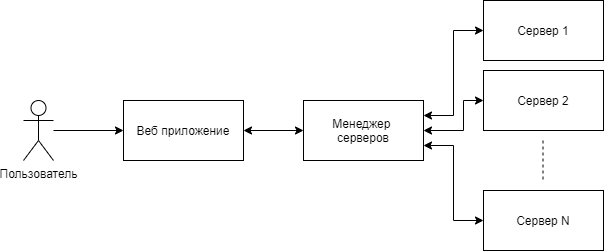 Пользователь
Веб приложение
Менеджер
серверов
Сервер 1
Сервер 2
Сервер N